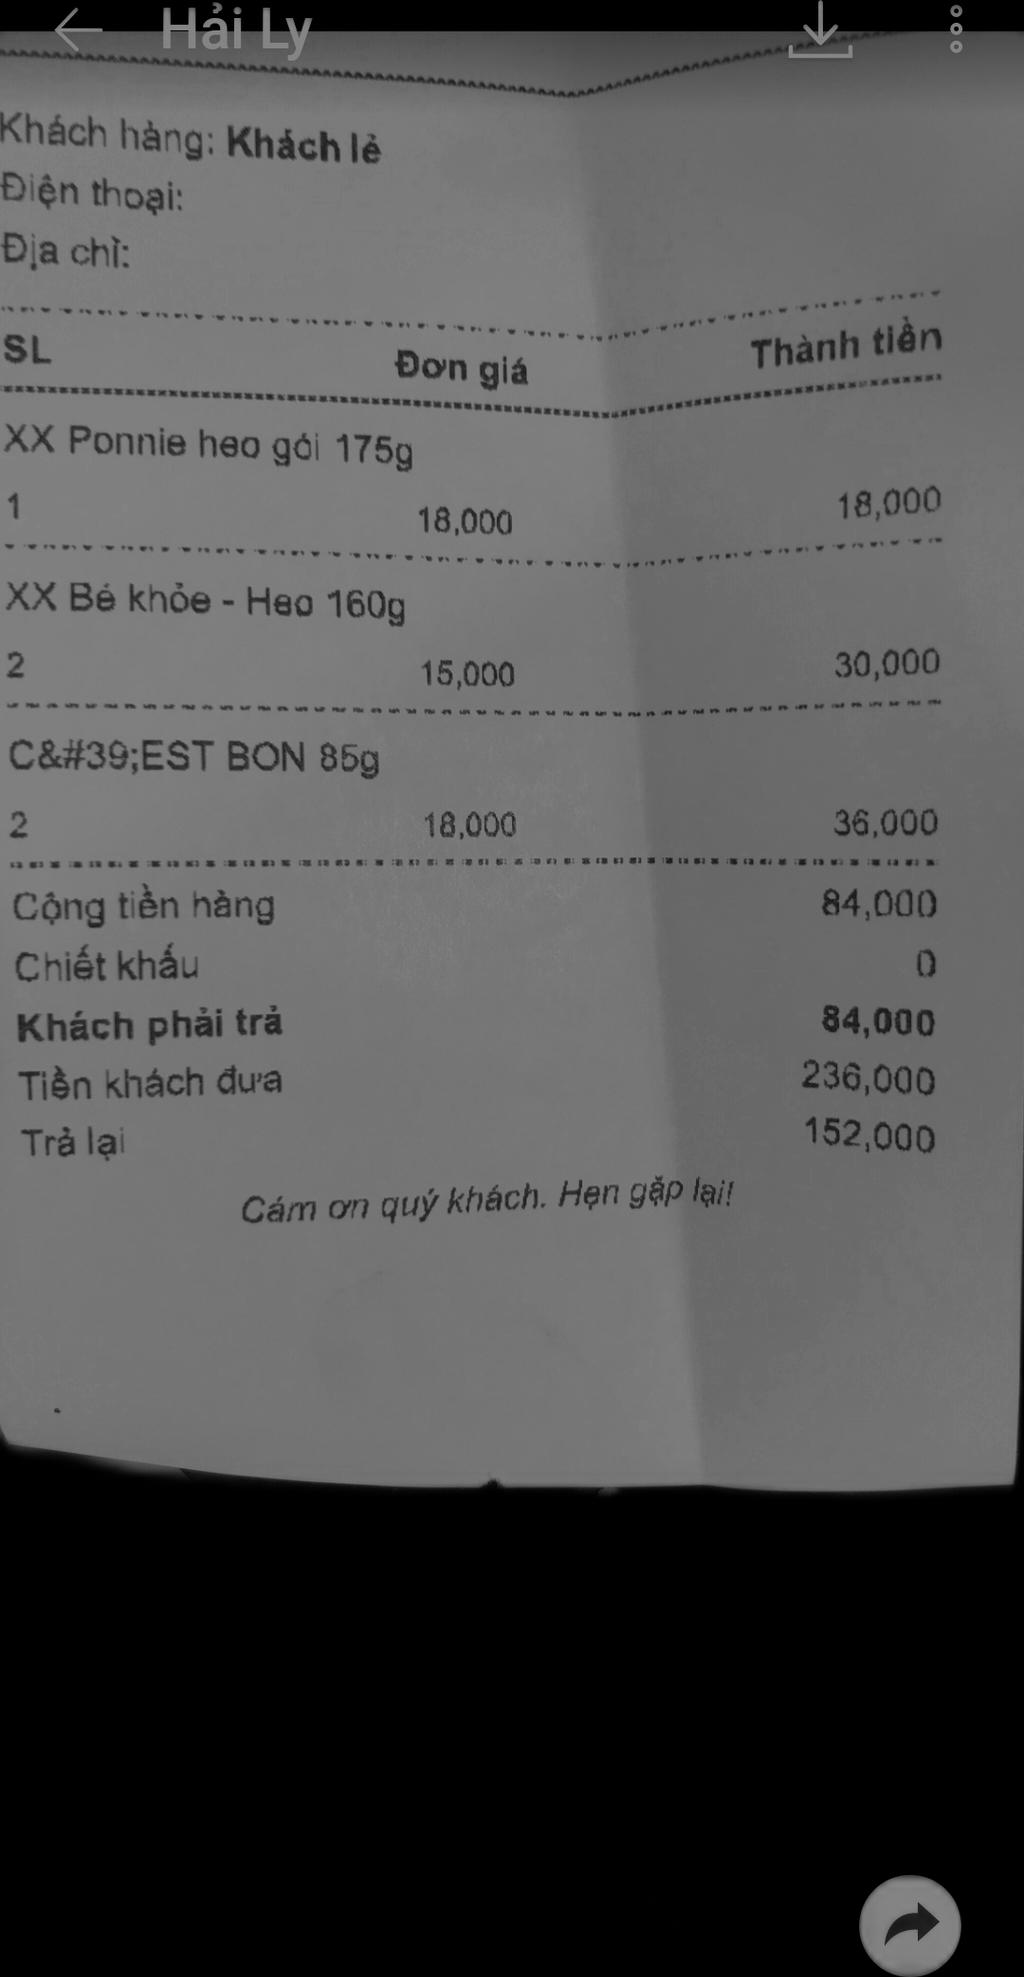 Hải Ly
Khách hàng: Khách lẻ
Điện thoại:
Địa chỉ:
SL Đơn giá Thành tiền
XX Ponnie heo gói 175g
1 18,000 18,000
XX Bé khỏe - Heo 160g
2 15,000 30,000
C&#39;EST BON 85g
2 18,000 36,000
Cộng tiền hàng 84,000
Chiết khấu 0
Khách phải trả 84,000
Tiền khách đưa 236,000
Trả lại 152,000
Cám ơn quý khách. Hẹn gặp lại!